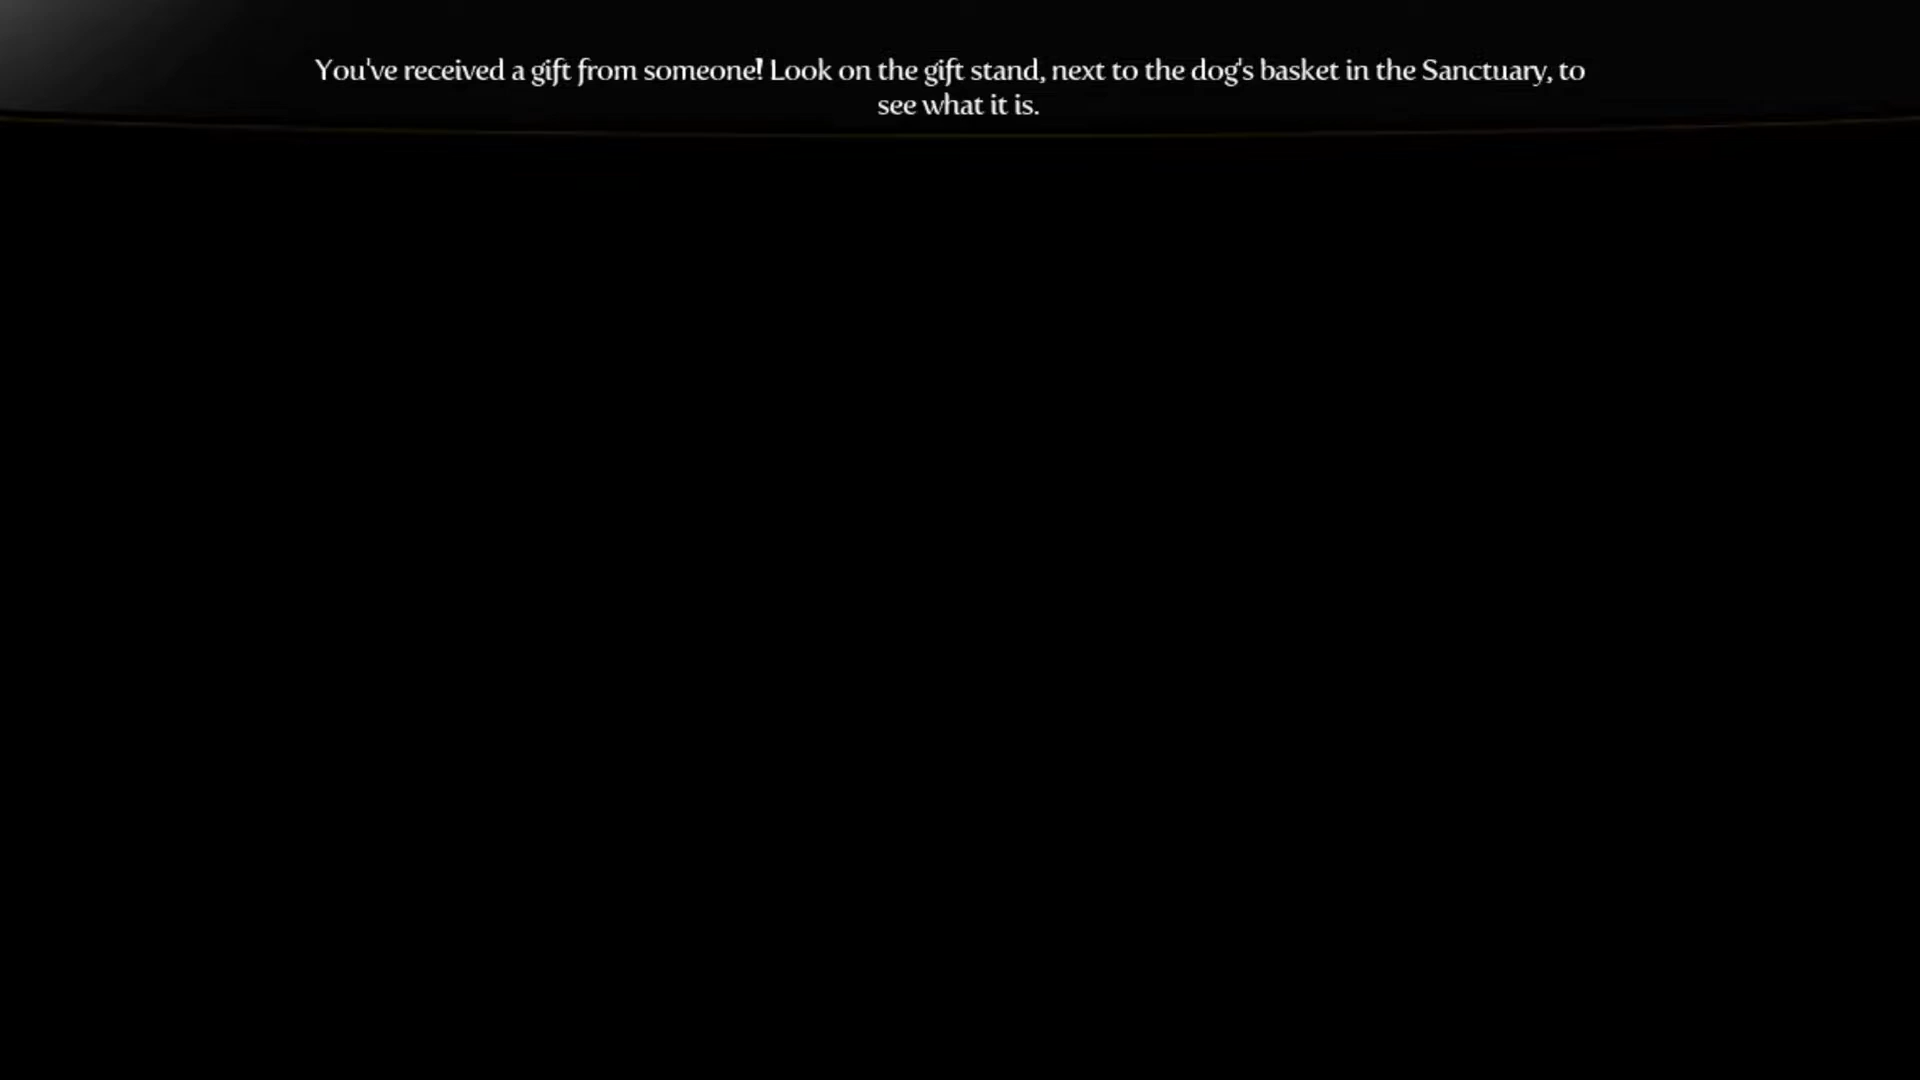 You've received a gift from someone! Look on the gift stand, next to the dog's basket in the Sanctuary, to
see what it is.